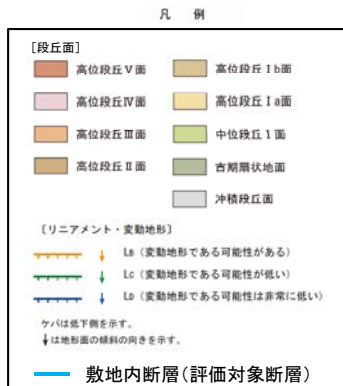 凡 例
[段丘面]
高位段丘Ⅴ面 高位段丘Ⅰb面
高位段丘Ⅳ面 高位段丘Ⅰa面
高位段丘Ⅲ面 中位段丘Ⅰ面
高位段丘Ⅱ面 古期扇状地面
沖積段丘面
[リニアメント・変動地形]
LB (変動地形である可能性がある)
LC (変動地形である可能性が低い)
LD (変動地形である可能性は非常に低い)
ケバは低下側を示す。
↓は地形面の傾斜の向きを示す。
敷地内断層(評価対象断層)